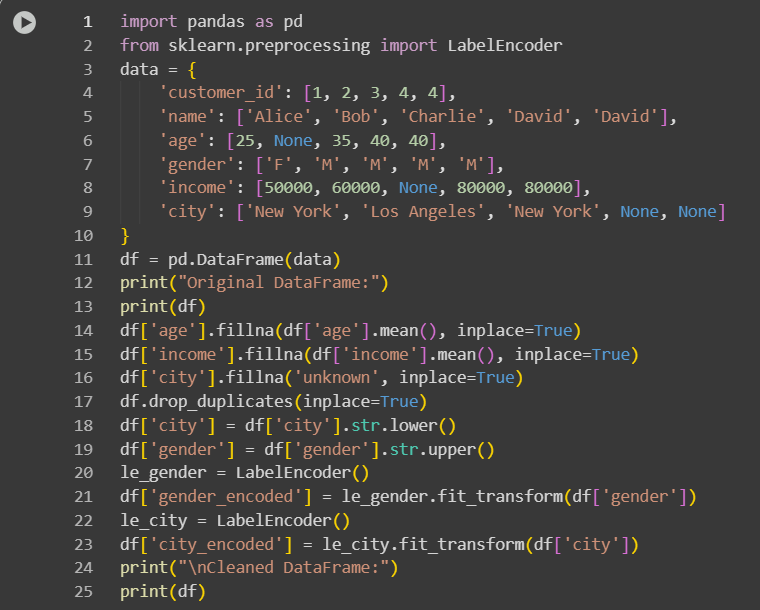 1 import pandas as pd
2 from sklearn.preprocessing import LabelEncoder
3 data = {
4     'customer_id': [1, 2, 3, 4, 4],
5     'name': ['Alice', 'Bob', 'Charlie', 'David', 'David'],
6     'age': [25, None, 35, 40, 40],
7     'gender': ['F', 'M', 'M', 'M', 'M'],
8     'income': [50000, 60000, None, 80000, 80000],
9     'city': ['New York', 'Los Angeles', 'New York', None, None]
10 }
11 df = pd.DataFrame(data)
12 print("Original DataFrame:")
13 print(df)
14 df['age'].fillna(df['age'].mean(), inplace=True)
15 df['income'].fillna(df['income'].mean(), inplace=True)
16 df['city'].fillna('unknown', inplace=True)
17 df.drop_duplicates(inplace=True)
18 df['city'] = df['city'].str.lower()
19 df['gender'] = df['gender'].str.upper()
20 le_gender = LabelEncoder()
21 df['gender_encoded'] = le_gender.fit_transform(df['gender'])
22 le_city = LabelEncoder()
23 df['city_encoded'] = le_city.fit_transform(df['city'])
24 print("\nCleaned DataFrame:")
25 print(df)